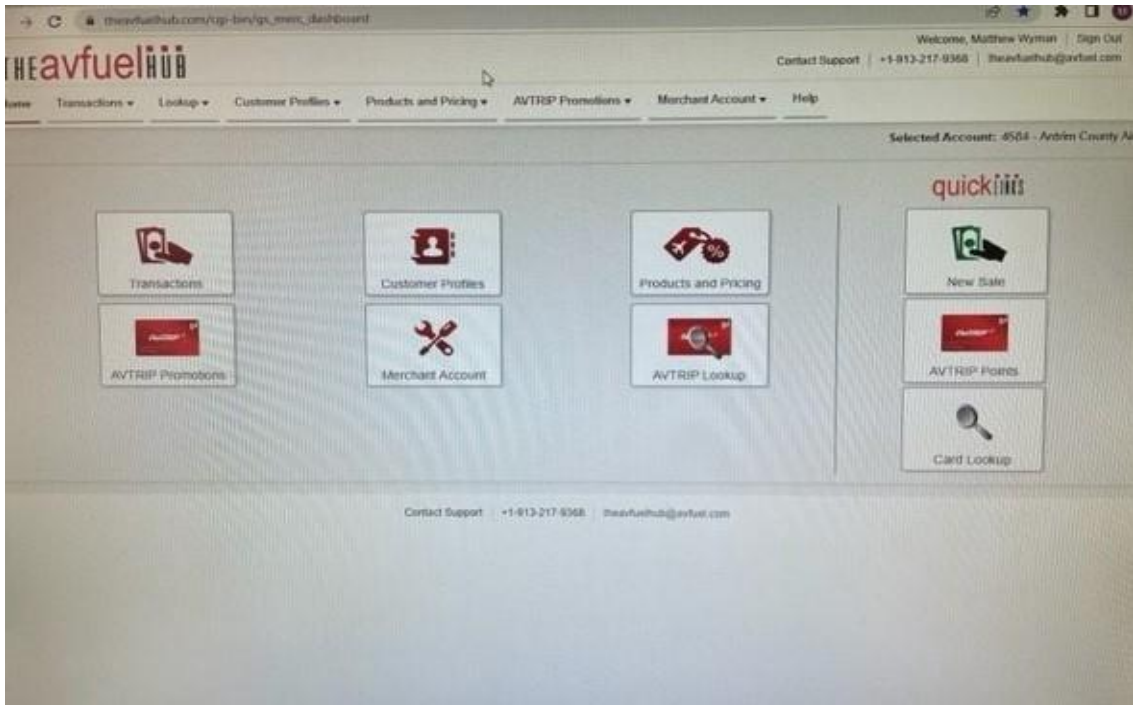 theavfuelhub.com/cgi-bin/gs_merc_dashboard
Welcome, Matthew Wyman | Sign Out
THEavfuelHUB
Contact Support | +1-913-217-9368 | theavfuelhub@avfuel.com
Home Transactions Lookup Customer Profiles Products and Pricing AVTRIP Promotions Merchant Account Help
Selected Account: 4584 - Antrim County Ai
quicklinks
Transactions
Customer Profiles
Products and Pricing
New Sale
AVTRIP Promotions
Merchant Account
AVTRIP Lookup
AVTRIP Points
Card Lookup
Contact Support | +1-913-217-9368 | theavfuelhub@avfuel.com